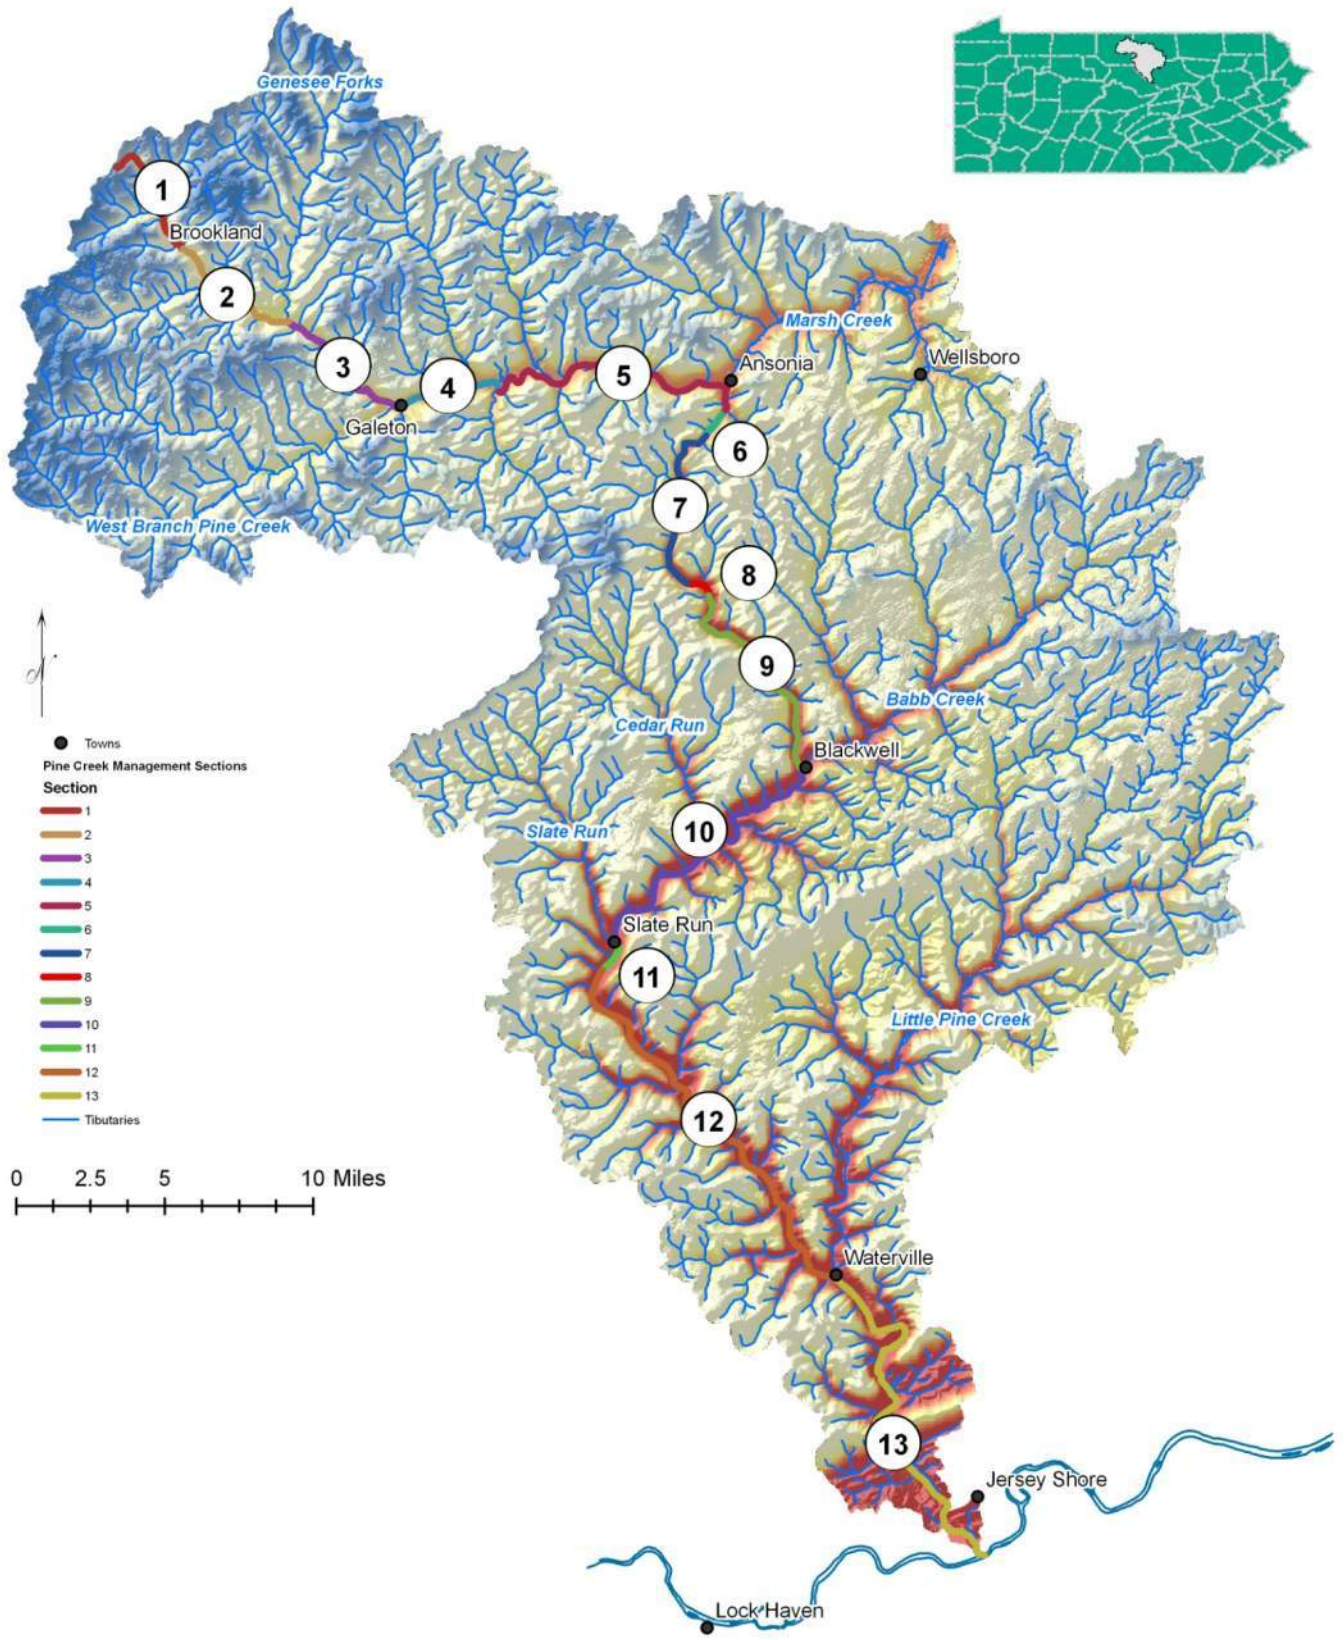 Genesee Forks
1
Brookland
2
Marsh Creek
3
4
5
Ansonia
Wellsboro
Galeton
6
West Branch Pine Creek
7
8
9
Babb Creek
Cedar Run
Blackwell
10
Slate Run
Slate Run
11
Little Pine Creek
12
Waterville
13
Jersey Shore
Lock Haven
N
Towns
Pine Creek Management Sections
Section
1
2
3
4
5
6
7
8
9
10
11
12
13
Tibutaries
0 2.5 5 10 Miles